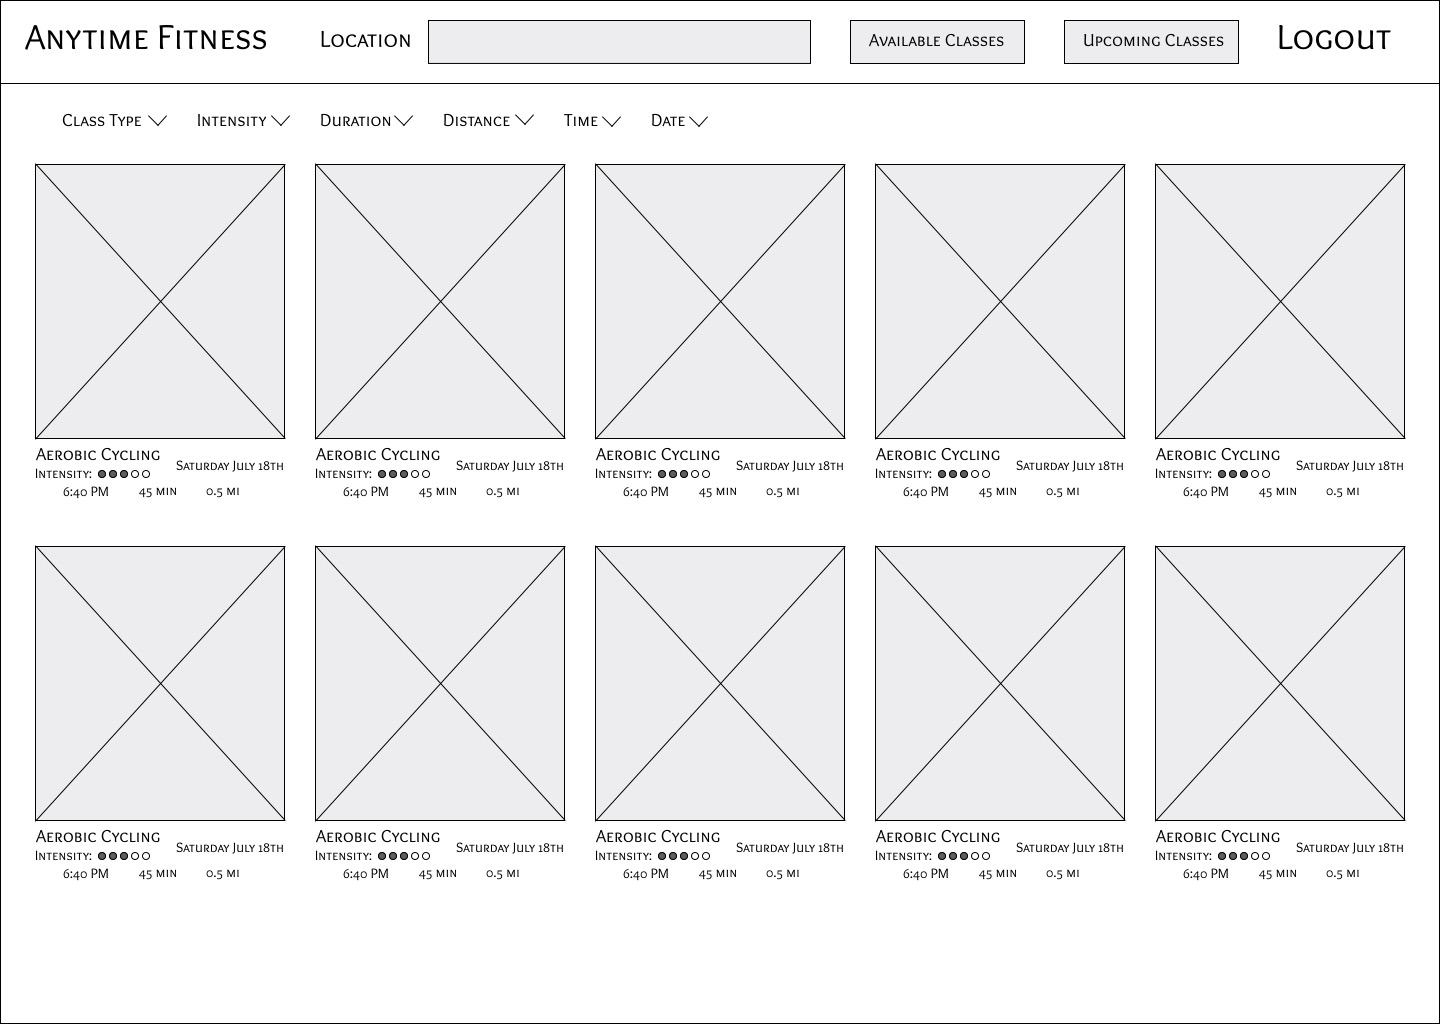 Anytime Fitness Location Available Classes Upcoming Classes Logout
Class Type Intensity Duration Distance Time Date
Aerobic Cycling
Intensity:
Saturday July 18th
6:40 PM 45 min 0.5 mi
Aerobic Cycling
Intensity:
Saturday July 18th
6:40 PM 45 min 0.5 mi
Aerobic Cycling
Intensity:
Saturday July 18th
6:40 PM 45 min 0.5 mi
Aerobic Cycling
Intensity:
Saturday July 18th
6:40 PM 45 min 0.5 mi
Aerobic Cycling
Intensity:
Saturday July 18th
6:40 PM 45 min 0.5 mi
Aerobic Cycling
Intensity:
Saturday July 18th
6:40 PM 45 min 0.5 mi
Aerobic Cycling
Intensity:
Saturday July 18th
6:40 PM 45 min 0.5 mi
Aerobic Cycling
Intensity:
Saturday July 18th
6:40 PM 45 min 0.5 mi
Aerobic Cycling
Intensity:
Saturday July 18th
6:40 PM 45 min 0.5 mi
Aerobic Cycling
Intensity:
Saturday July 18th
6:40 PM 45 min 0.5 mi